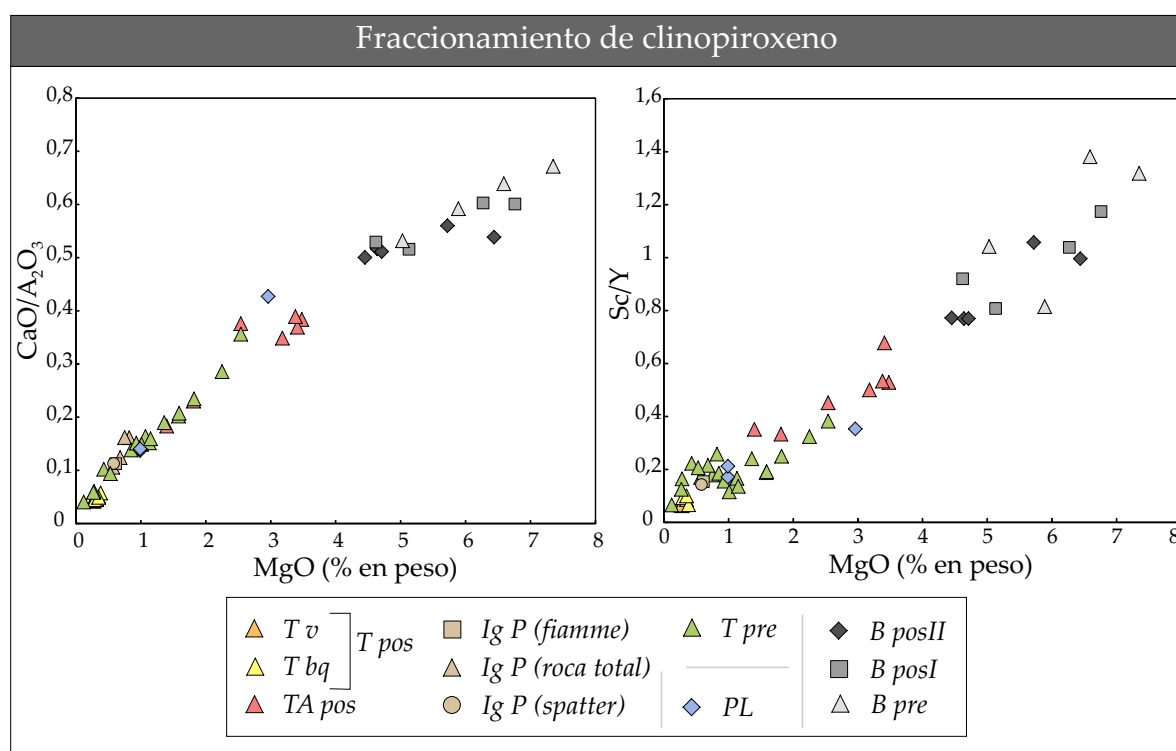 Fraccionamiento de clinopiroxeno
0,8
0,7
0,6
0,5
0,4
0,3
0,2
0,1
0
CaO/A₂O₃
0 1 2 3 4 5 6 7 8
MgO (% en peso)
1,6
1,4
1,2
1
0,8
0,6
0,4
0,2
0
Sc/Y
0 1 2 3 4 5 6 7 8
MgO (% en peso)
T v
T bq
T pos
TA pos
Ig P (fiamme)
Ig P (roca total)
Ig P (spatter)
T pre
PL
B posII
B posI
B pre